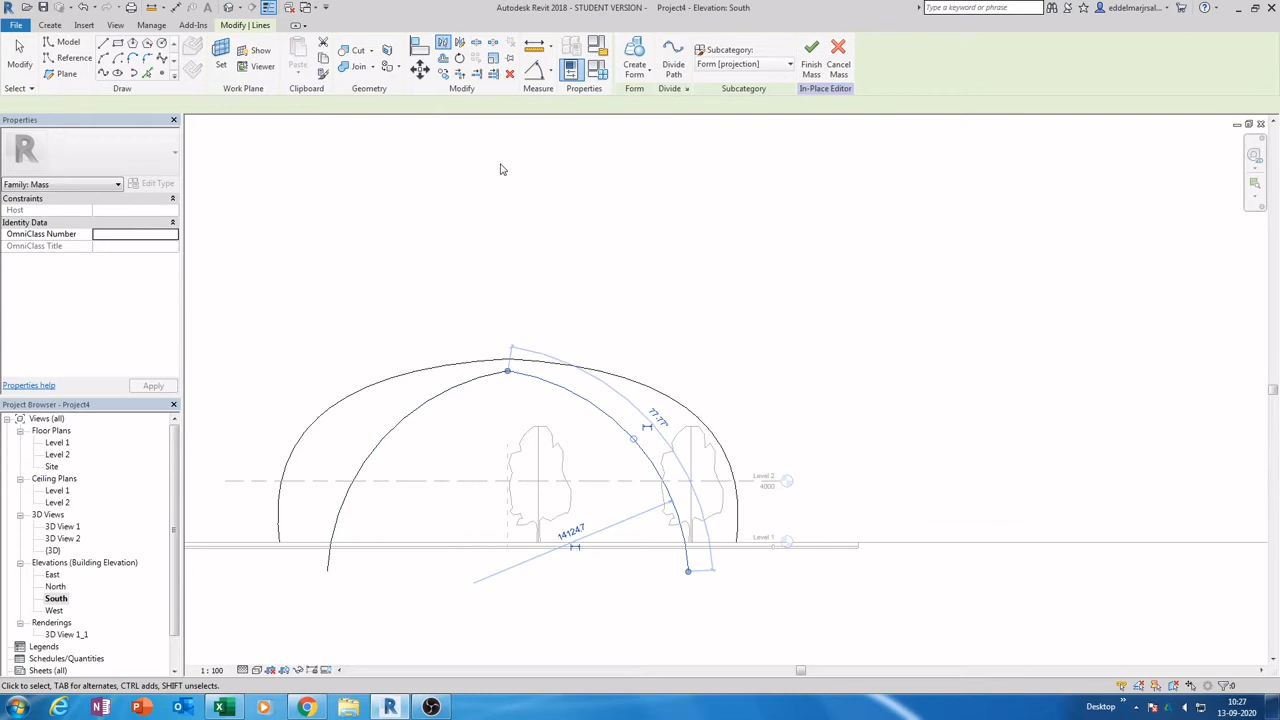 Autodesk Revit 2018 - STUDENT VERSION - Project4 - Elevation: South
Type a keyword or phrase
eddelmarjrsal...
File Create Insert View Manage Add-Ins Modify | Lines
Modify
Model
Reference
Plane
Set
Show
Viewer
Paste
Cut
Join
Create Form
Divide Path
Subcategory:
Form [projection]
Finish Mass
Cancel Mass
Select Draw Work Plane Clipboard Geometry Modify Measure Properties Form Divide Subcategory In-Place Editor
Properties
R
Family: Mass
Edit Type
Constraints
Host
Identity Data
OmniClass Number
OmniClass Title
Properties help
Apply
Project Browser - Project4
Views (all)
Floor Plans
Level 1
Level 2
Site
Ceiling Plans
Level 1
Level 2
3D Views
3D View 1
3D View 2
{3D}
Elevations (Building Elevation)
East
North
South
West
Renderings
3D View 1_1
Legends
Schedules/Quantities
Sheets (all)
77.77°
14124.7
Level 2
4000
Level 1
0
1 : 100
Click to select, TAB for alternates, CTRL adds, SHIFT unselects.
:0
Desktop
10:27
13-09-2020